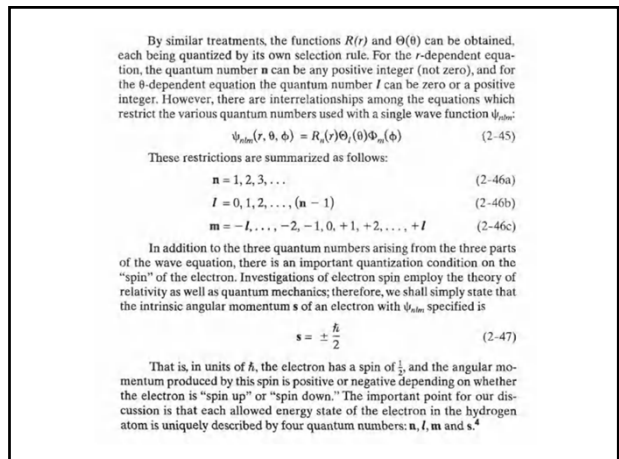 By similar treatments, the functions R(r) and Θ(θ) can be obtained,
each being quantized by its own selection rule. For the r-dependent equa-
tion, the quantum number n can be any positive integer (not zero), and for
the θ-dependent equation the quantum number l can be zero or a positive
integer. However, there are interrelationships among the equations which
restrict the various quantum numbers used with a single wave function ψnlm:
ψnlm(r, θ, ϕ) = Rn(r)Θl(θ)Φm(ϕ) (2-45)
These restrictions are summarized as follows:
n = 1, 2, 3, . . . (2-46a)
l = 0, 1, 2, . . . , (n − 1) (2-46b)
m = −l, . . . , −2, −1, 0, +1, +2, . . . , +l (2-46c)
In addition to the three quantum numbers arising from the three parts
of the wave equation, there is an important quantization condition on the
“spin” of the electron. Investigations of electron spin employ the theory of
relativity as well as quantum mechanics; therefore, we shall simply state that
the intrinsic angular momentum s of an electron with ψnlm specified is
s = ± ℏ/2 (2-47)
That is, in units of ℏ, the electron has a spin of ½, and the angular mo-
mentum produced by this spin is positive or negative depending on whether
the electron is “spin up” or “spin down.” The important point for our dis-
cussion is that each allowed energy state of the electron in the hydrogen
atom is uniquely described by four quantum numbers: n, l, m and s.⁴